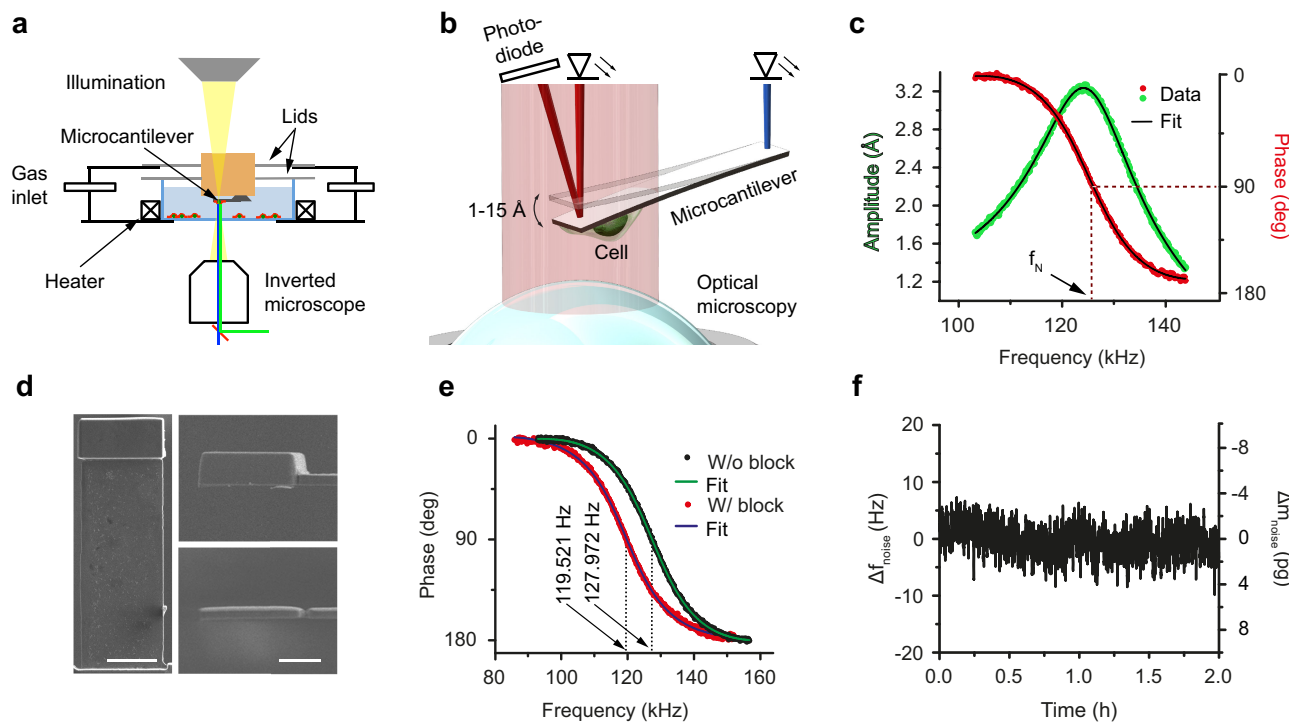 a
Illumination
Microcantilever
Lids
Gas
inlet
Heater
Inverted
microscope
b
Photo-
diode
1-15 Å
Cell
Microcantilever
Optical
microscopy
c
Amplitude (Å)
3.2
2.8
2.4
2.0
1.6
1.2
Data
Fit
f_N
0
90
180
Phase (deg)
100
120
140
Frequency (kHz)
d
e
Phase (deg)
0
90
180
W/o block
Fit
W/ block
Fit
119.521 Hz
127.972 Hz
80
100
120
140
160
Frequency (kHz)
f
Δf_noise (Hz)
20
10
0
-10
-20
-8
-4
0
4
8
Δm_noise (pg)
0.0
0.5
1.0
1.5
2.0
Time (h)